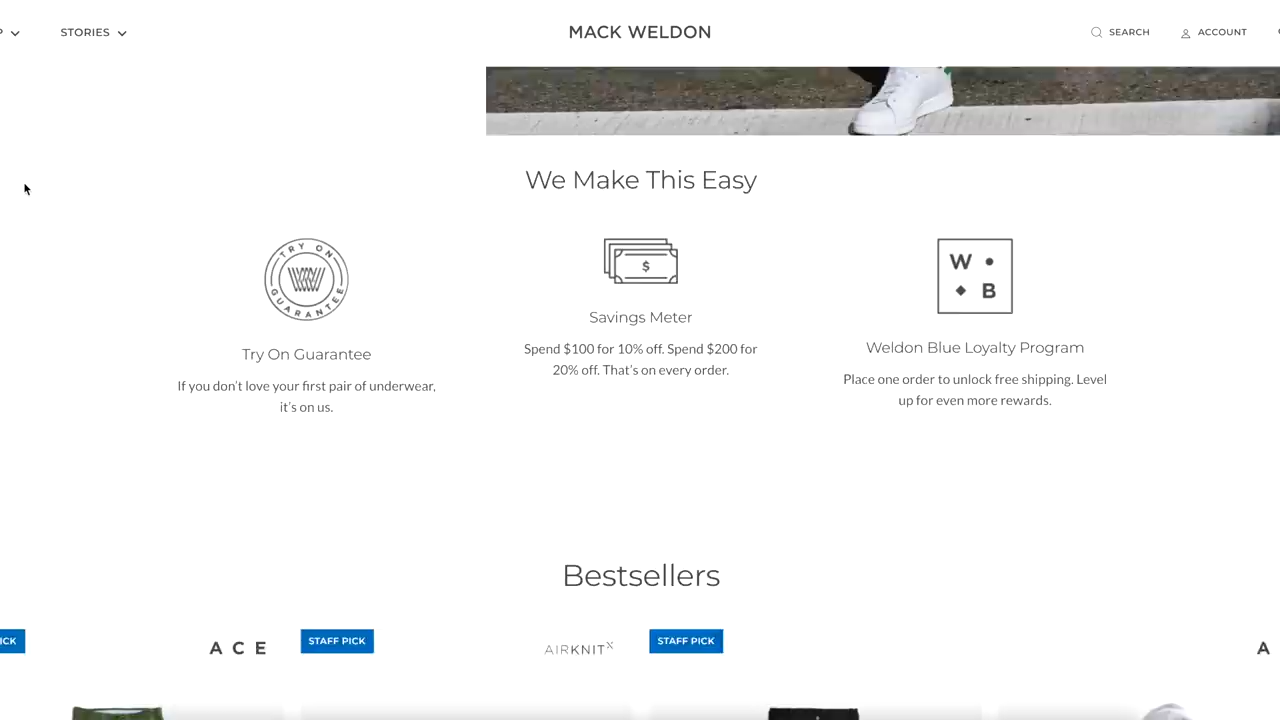 P
STORIES
MACK WELDON
SEARCH
ACCOUNT
We Make This Easy
TRY ON
W
GUARANTEE
$
W
B
Try On Guarantee
If you don't love your first pair of underwear,
it's on us.
Savings Meter
Spend $100 for 10% off. Spend $200 for
20% off. That's on every order.
Weldon Blue Loyalty Program
Place one order to unlock free shipping. Level
up for even more rewards.
Bestsellers
ICK
ACE
STAFF PICK
AIRKNITX
STAFF PICK
A